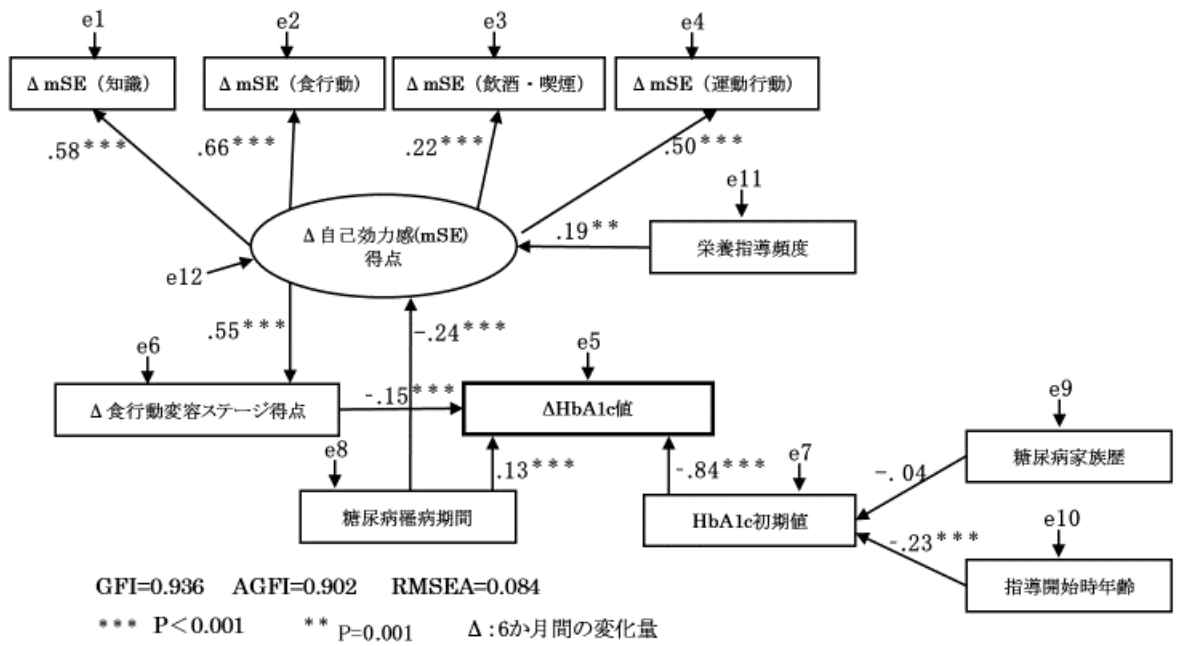 e1
e2
e3
e4
Δ mSE（知識）
Δ mSE（食行動）
Δ mSE（飲酒・喫煙）
Δ mSE（運動行動）
.58***
.66***
.22***
.50***
e11
Δ 自己効力感(mSE)
得点
.19**
栄養指導頻度
e12
.55***
-.24***
e6
e5
Δ 食行動変容ステージ得点
-.15***
ΔHbA1c値
e9
糖尿病家族歴
e8
.13***
-.84***
e7
-.04
糖尿病罹病期間
HbA1c初期値
e10
-.23***
指導開始時年齢
GFI=0.936 AGFI=0.902 RMSEA=0.084
*** P＜0.001 ** P=0.001 Δ : 6か月間の変化量